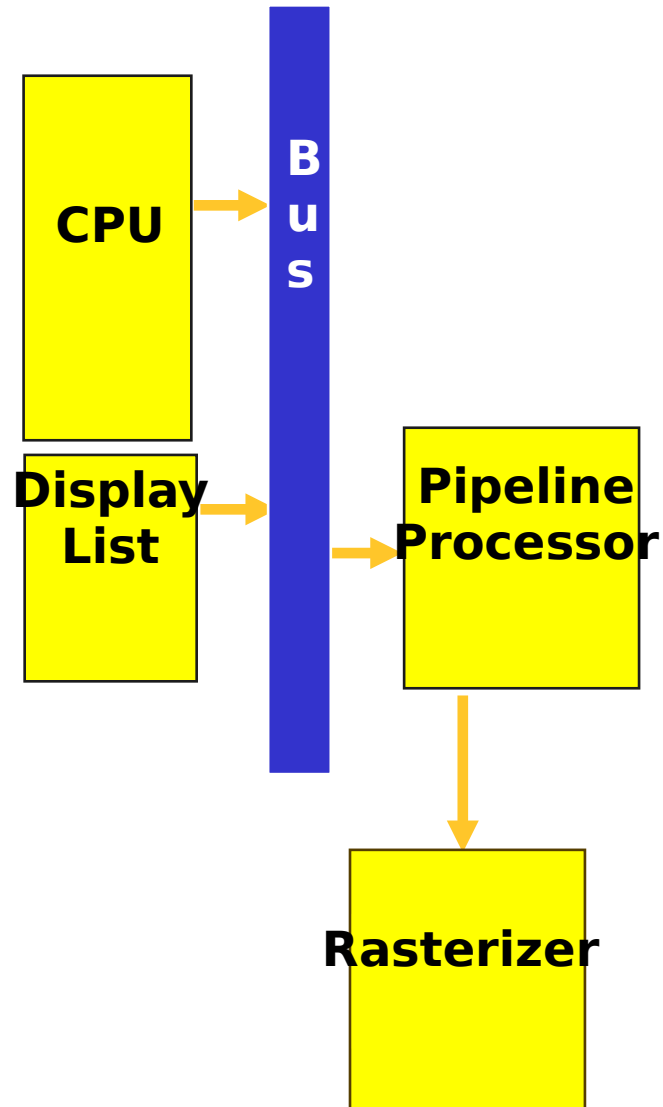 CPU
B
u
s
Display
List
Pipeline
Processor
Rasterizer